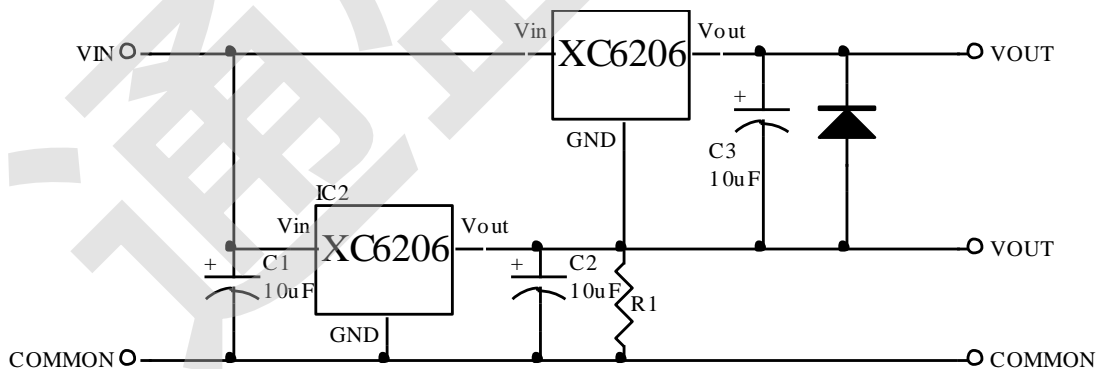 Vin
Vout
VIN
XC6206
VOUT
+
GND
C3
10uF
IC2
Vin
Vout
XC6206
VOUT
+
C1
10uF
+
C2
10uF
R1
GND
COMMON
COMMON